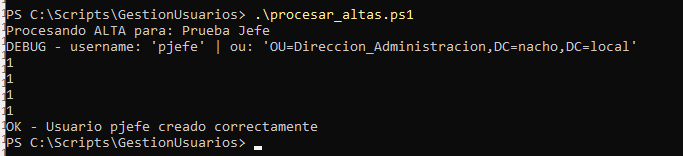 PS C:\Scripts\GestionUsuarios> .\procesar_altas.ps1
Procesando ALTA para: Prueba Jefe
DEBUG - username: 'pjefe' | ou: 'OU=Direccion_Administracion,DC=nacho,DC=local'
1
1
1
1
OK - Usuario pjefe creado correctamente
PS C:\Scripts\GestionUsuarios>